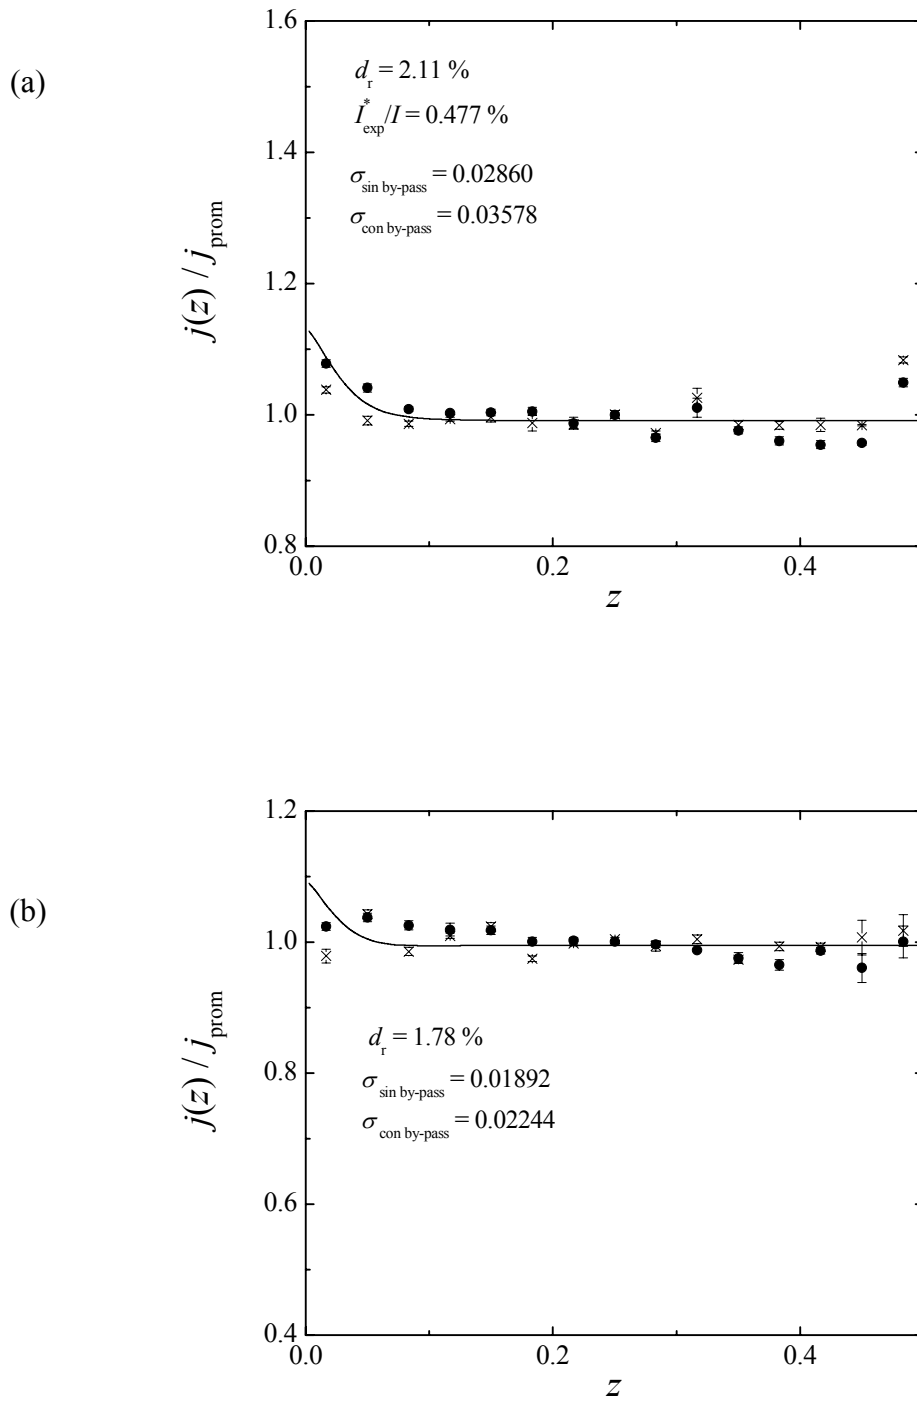 (a)
1.6
1.4
1.2
1.0
0.8
j(z) / j_prom
d_r = 2.11 %
I*_exp/I = 0.477 %
σ_sin by-pass = 0.02860
σ_con by-pass = 0.03578
0.0 0.2 0.4
z
(b)
1.2
1.0
0.8
0.6
0.4
j(z) / j_prom
d_r = 1.78 %
σ_sin by-pass = 0.01892
σ_con by-pass = 0.02244
0.0 0.2 0.4
z